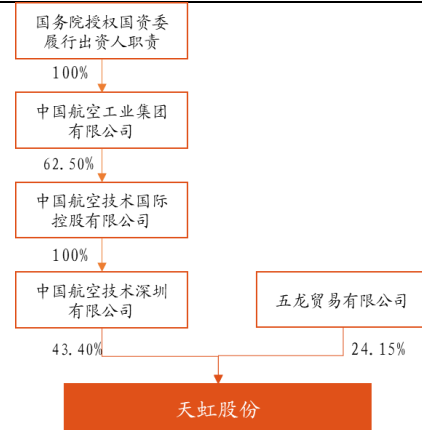 国务院授权国资委
履行出资人职责
100%
中国航空工业集团
有限公司
62.50%
中国航空技术国际
控股有限公司
100%
中国航空技术深圳
有限公司
五龙贸易有限公司
43.40%
24.15%
天虹股份